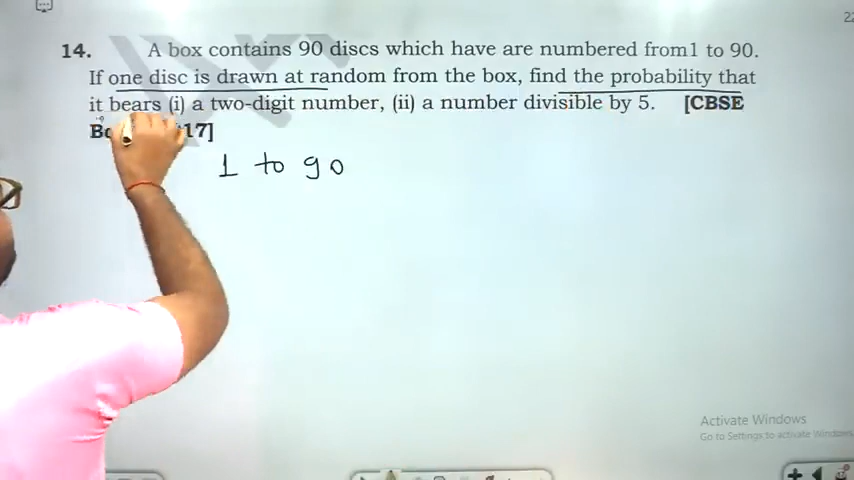 14. A box contains 90 discs which have are numbered from1 to 90.
If one disc is drawn at random from the box, find the probability that
it bears (i) a two-digit number, (ii) a number divisible by 5. [CBSE
17]
1 to 90
Activate Windows
Go to Settings to activate Windows.